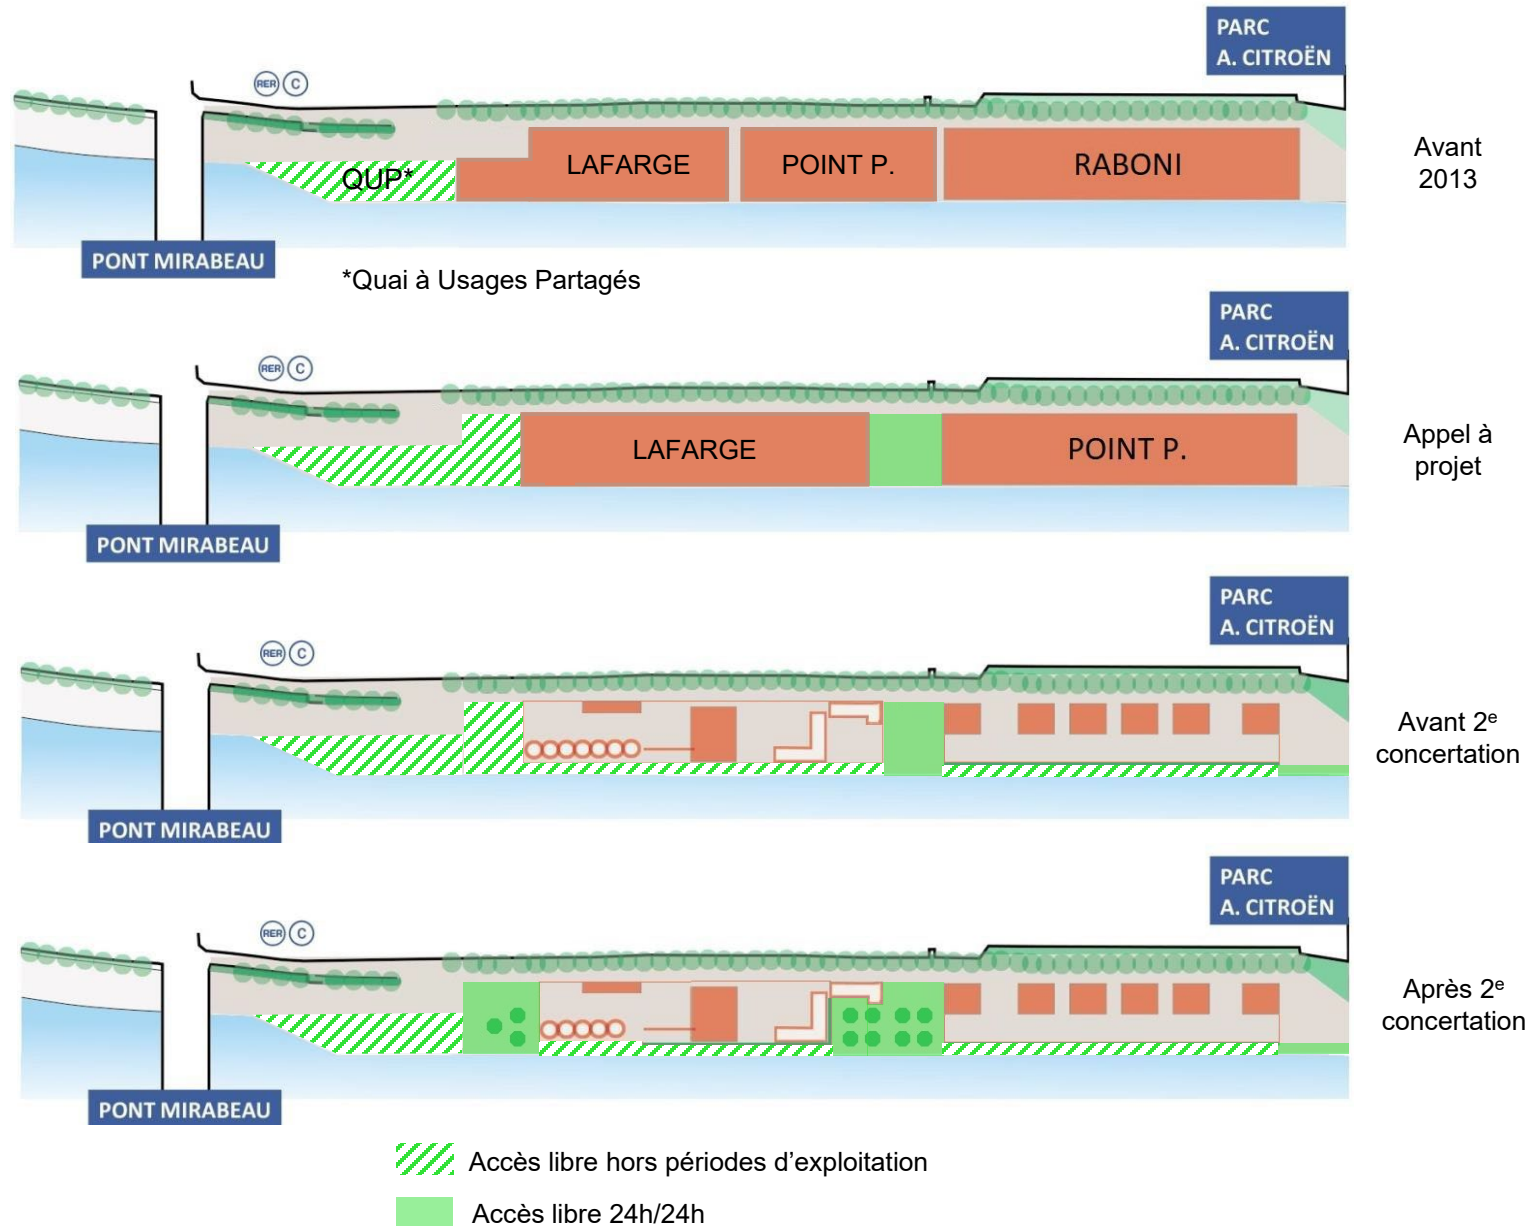 PARC
A. CITROËN
RER C
Avant
2013
LAFARGE
POINT P.
RABONI
QUP*
PONT MIRABEAU
*Quai à Usages Partagés
PARC
A. CITROËN
RER C
Appel à
projet
LAFARGE
POINT P.
PONT MIRABEAU
PARC
A. CITROËN
RER C
Avant 2e
concertation
PONT MIRABEAU
PARC
A. CITROËN
RER C
Après 2e
concertation
PONT MIRABEAU
Accès libre hors périodes d’exploitation
Accès libre 24h/24h